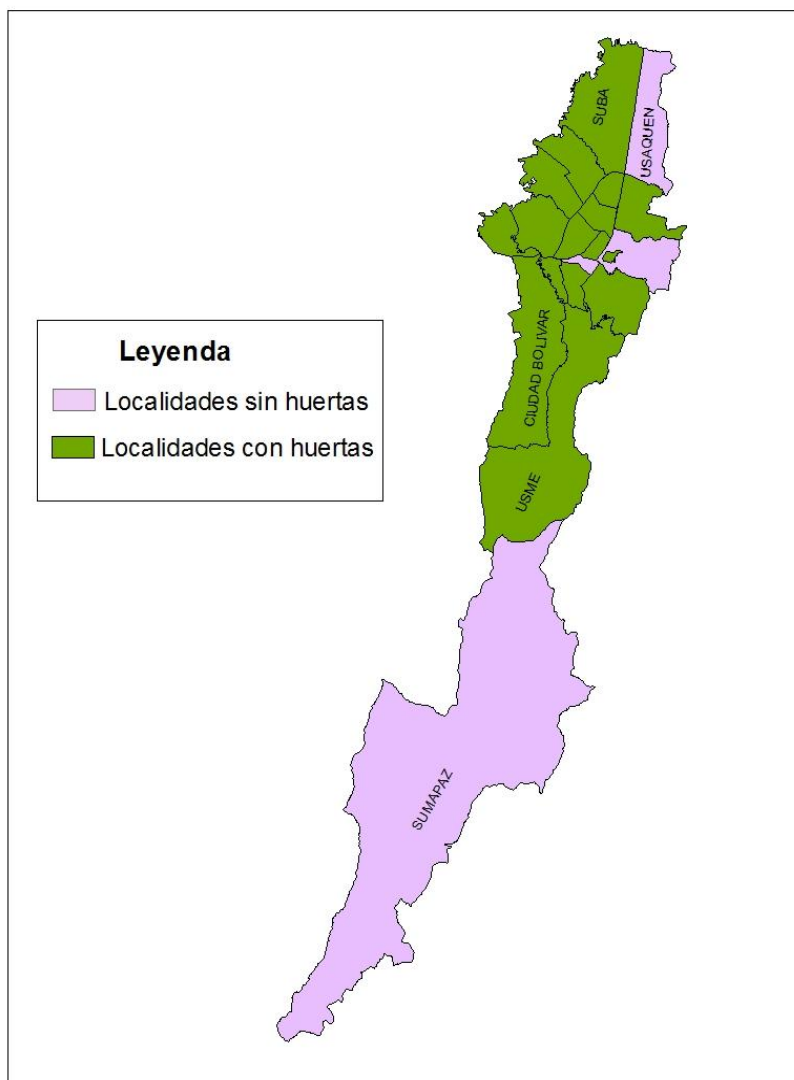 SUBA
USAQUEN
Leyenda
Localidades sin huertas
Localidades con huertas
CIUDAD BOLIVAR
USME
SUMAPAZ